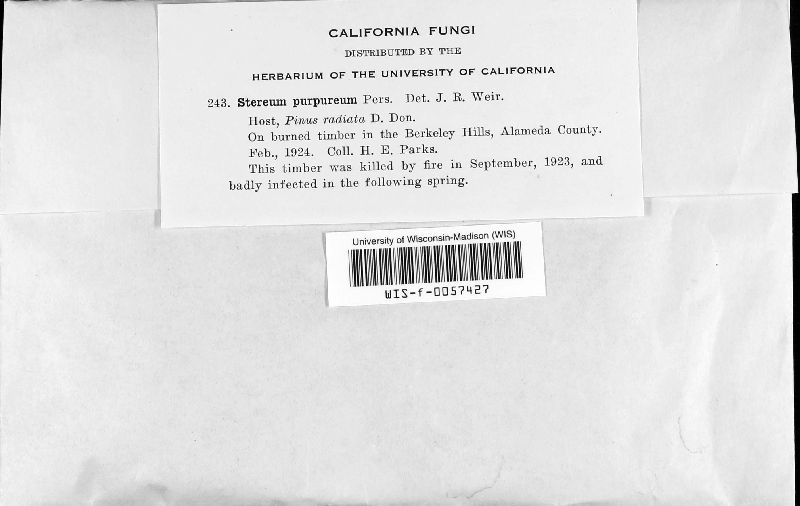 CALIFORNIA FUNGI
DISTRIBUTED BY THE
HERBARIUM OF THE UNIVERSITY OF CALIFORNIA
243. Stereum purpureum Pers. Det. J. R. Weir.
Host, Pinus radiata D. Don.
On burned timber in the Berkeley Hills, Alameda County.
Feb., 1924. Coll. H. E. Parks.
This timber was killed by fire in September, 1923, and
badly infected in the following spring.
University of Wisconsin-Madison (WIS)
WIS-f-0057427